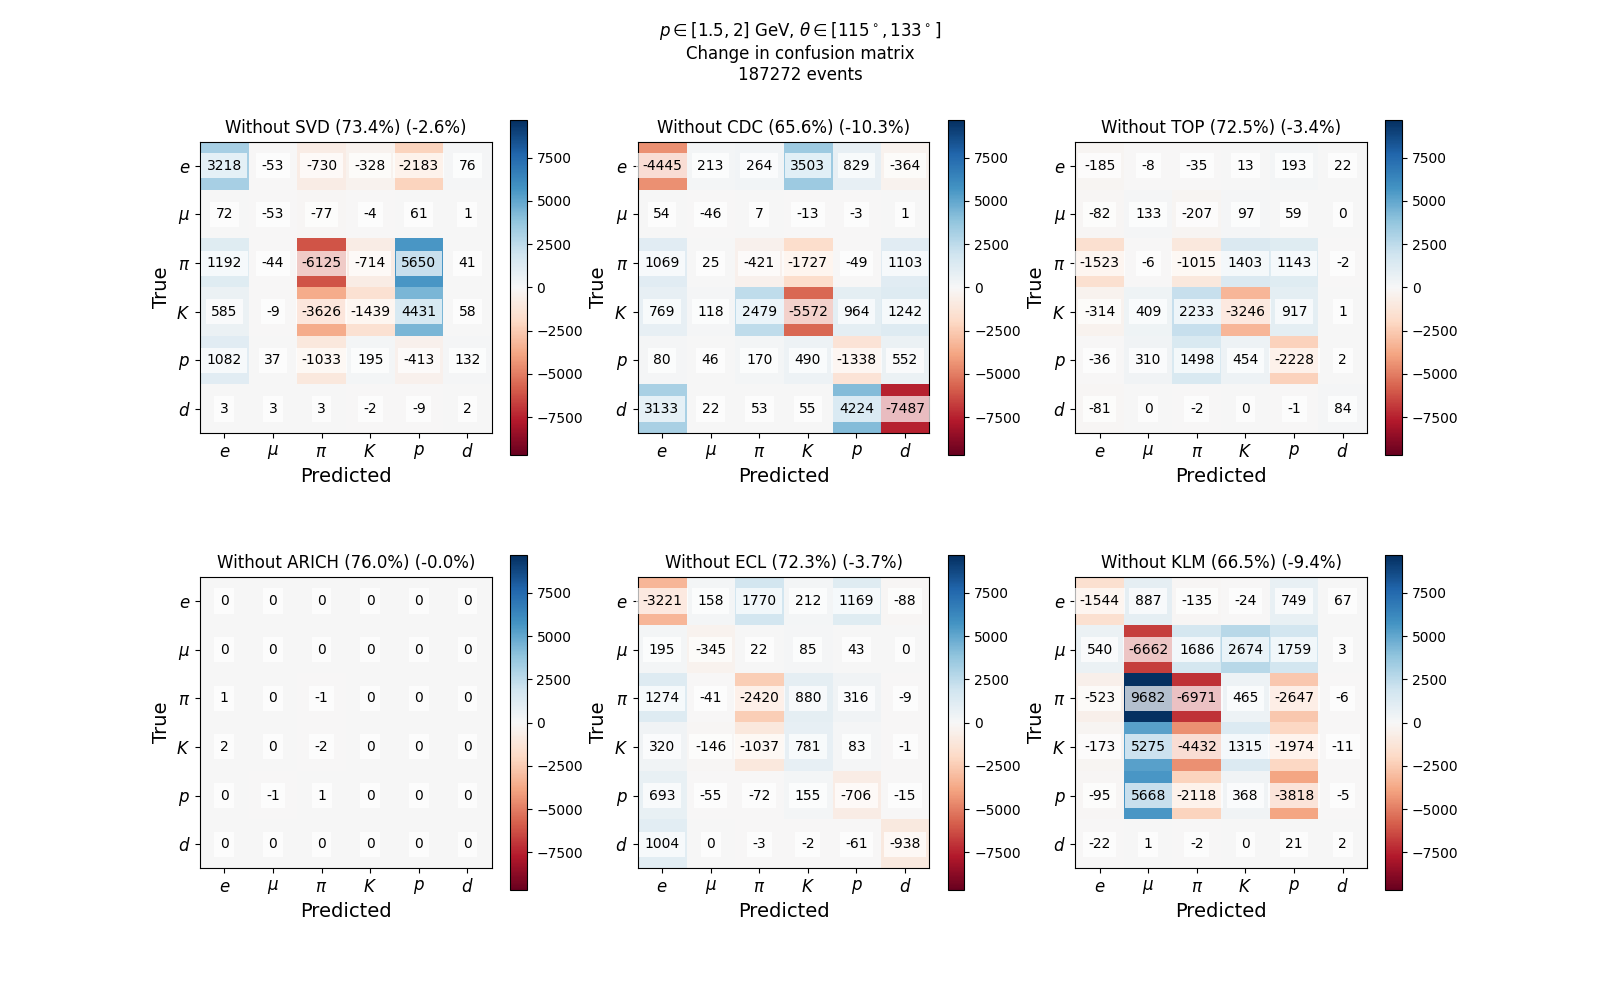 p ∈ [1.5, 2] GeV, θ ∈ [115°, 133°]
Change in confusion matrix
187272 events
Without SVD (73.4%) (-2.6%)
True
e 3218 -53 -730 -328 -2183 76
μ 72 -53 -77 -4 61 1
π 1192 -44 -6125 -714 5650 41
K 585 -9 -3626 -1439 4431 58
p 1082 37 -1033 195 -413 132
d 3 3 3 -2 -9 2
e μ π K p d
Predicted
7500
5000
2500
0
−2500
−5000
−7500
Without CDC (65.6%) (-10.3%)
True
e -4445 213 264 3503 829 -364
μ 54 -46 7 -13 -3 1
π 1069 25 -421 -1727 -49 1103
K 769 118 2479 -5572 964 1242
p 80 46 170 490 -1338 552
d 3133 22 53 55 4224 -7487
e μ π K p d
Predicted
7500
5000
2500
0
−2500
−5000
−7500
Without TOP (72.5%) (-3.4%)
True
e -185 -8 -35 13 193 22
μ -82 133 -207 97 59 0
π -1523 -6 -1015 1403 1143 -2
K -314 409 2233 -3246 917 1
p -36 310 1498 454 -2228 2
d -81 0 -2 0 -1 84
e μ π K p d
Predicted
7500
5000
2500
0
−2500
−5000
−7500
Without ARICH (76.0%) (-0.0%)
True
e 0 0 0 0 0 0
μ 0 0 0 0 0 0
π 1 0 -1 0 0 0
K 2 0 -2 0 0 0
p 0 -1 1 0 0 0
d 0 0 0 0 0 0
e μ π K p d
Predicted
7500
5000
2500
0
−2500
−5000
−7500
Without ECL (72.3%) (-3.7%)
True
e -3221 158 1770 212 1169 -88
μ 195 -345 22 85 43 0
π 1274 -41 -2420 880 316 -9
K 320 -146 -1037 781 83 -1
p 693 -55 -72 155 -706 -15
d 1004 0 -3 -2 -61 -938
e μ π K p d
Predicted
7500
5000
2500
0
−2500
−5000
−7500
Without KLM (66.5%) (-9.4%)
True
e -1544 887 -135 -24 749 67
μ 540 -6662 1686 2674 1759 3
π -523 9682 -6971 465 -2647 -6
K -173 5275 -4432 1315 -1974 -11
p -95 5668 -2118 368 -3818 -5
d -22 1 -2 0 21 2
e μ π K p d
Predicted
7500
5000
2500
0
−2500
−5000
−7500